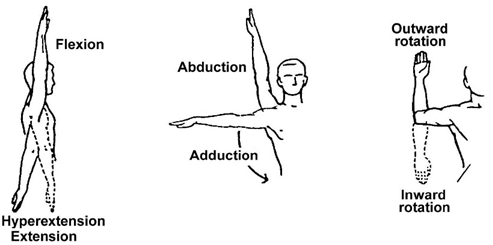 Flexion
Hyperextension
Extension
Abduction
Adduction
Outward
rotation
Inward
rotation